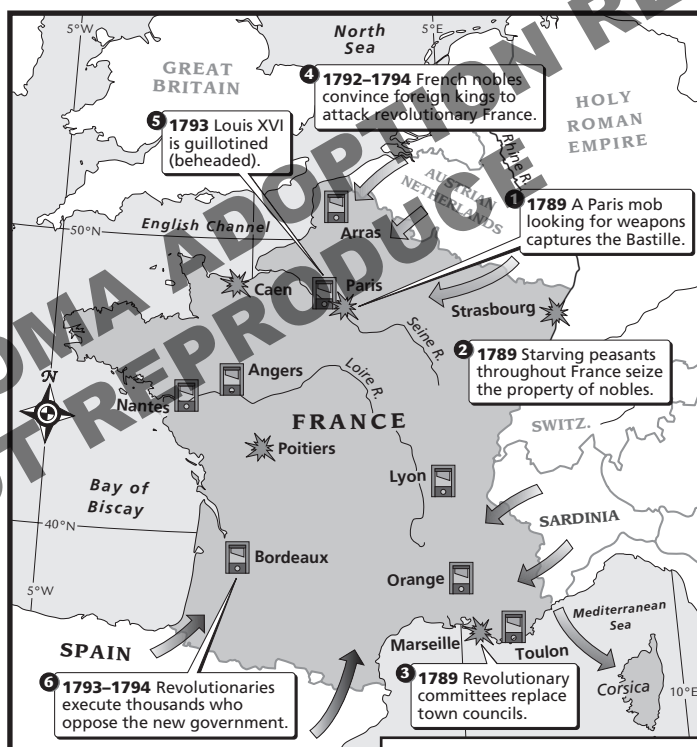 5°W
North
Sea
5°E
GREAT
BRITAIN
4 1792–1794 French nobles
convince foreign kings to
attack revolutionary France.
HOLY
ROMAN
EMPIRE
5 1793 Louis XVI
is guillotined
(beheaded).
Rhine R.
AUSTRIAN
NETHERLANDS
1 1789 A Paris mob
looking for weapons
captures the Bastille.
50°N
English Channel
Arras
Caen
Paris
Strasbourg
Seine R.
2 1789 Starving peasants
throughout France seize
the property of nobles.
Angers
Loire R.
Nantes
N
FRANCE
SWITZ.
Poitiers
Bay of
Biscay
Lyon
40°N
SARDINIA
Bordeaux
Orange
5°W
Mediterranean
Sea
SPAIN
Marseille
Toulon
Corsica
10°E
6 1793–1794 Revolutionaries
execute thousands who
oppose the new government.
3 1789 Revolutionary
committees replace
town councils.
OMA ADOPTION RE
OT REPRODUCE